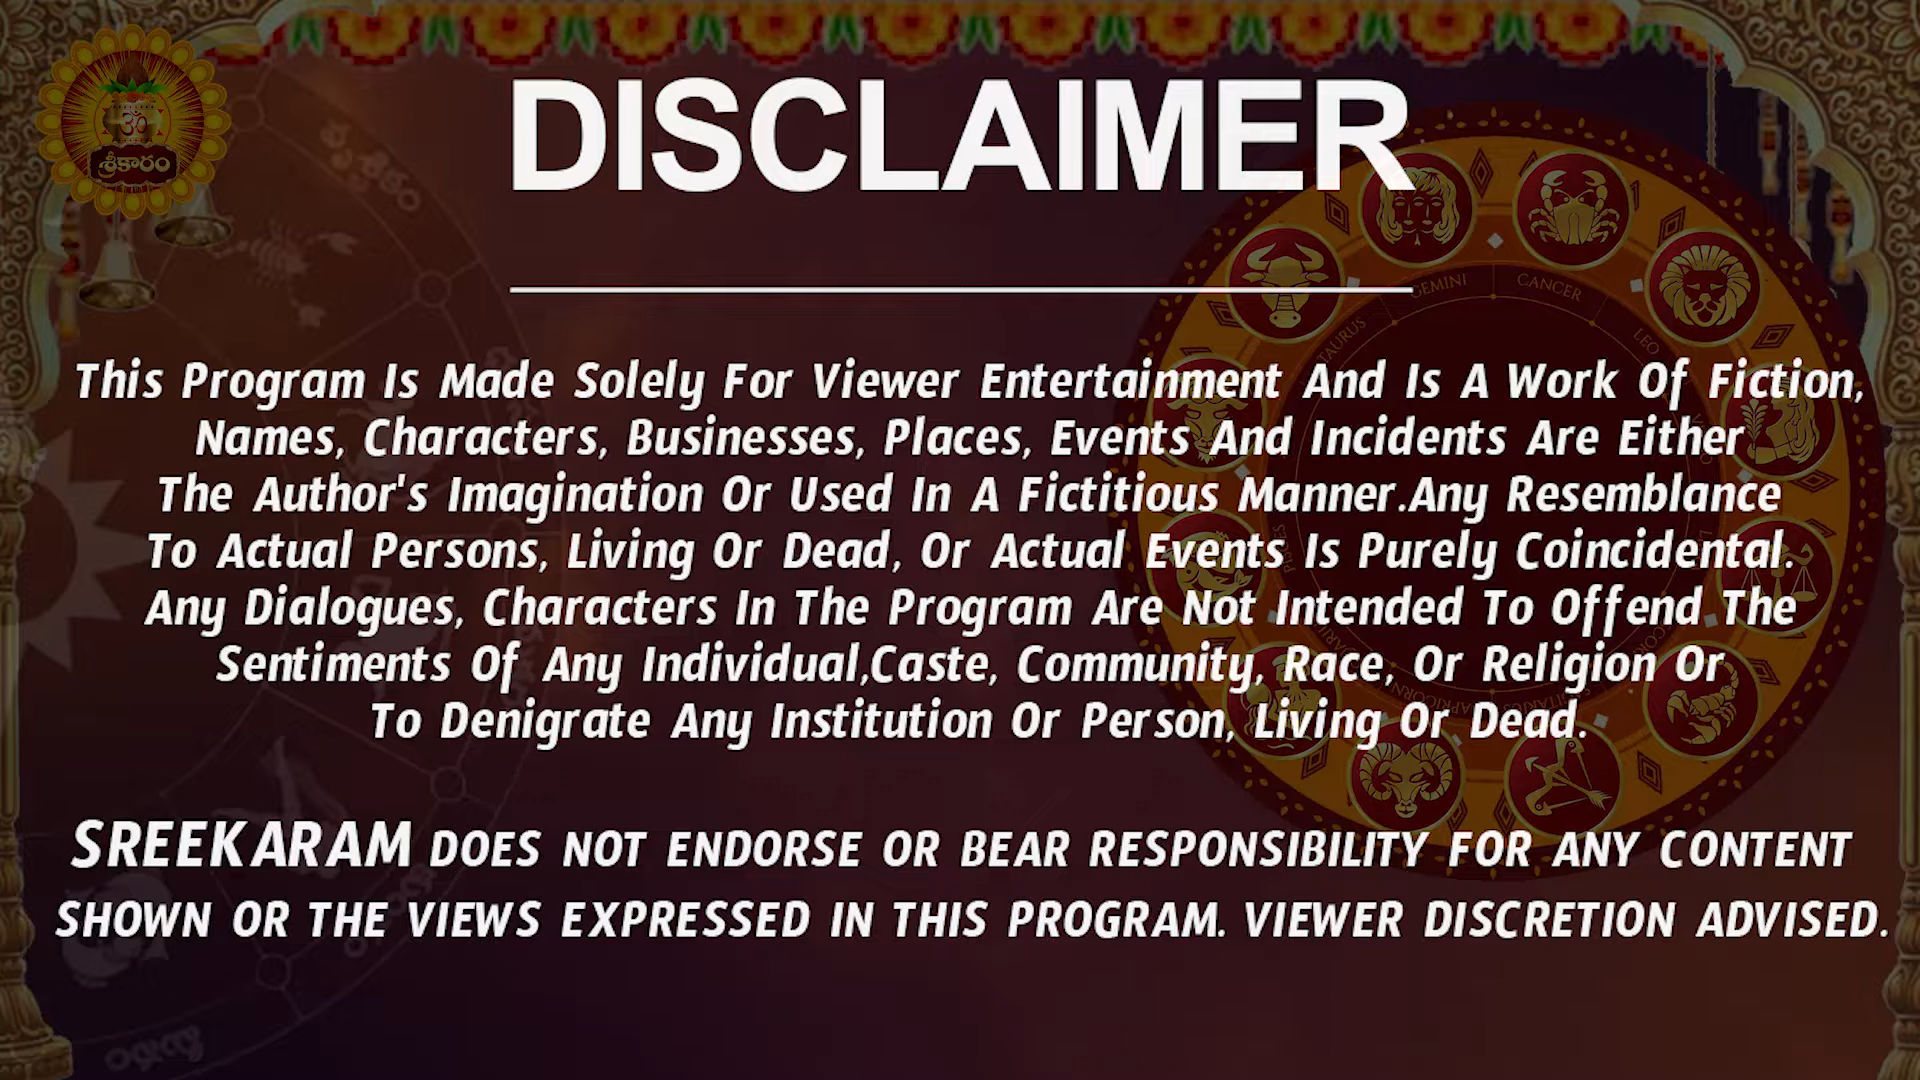 శ్రీకారం
DISCLAIMER
GEMINI
CANCER
TAURUS
LEO
This Program Is Made Solely For Viewer Entertainment And Is A Work Of Fiction,
Names, Characters, Businesses, Places, Events And Incidents Are Either
The Author's Imagination Or Used In A Fictitious Manner.Any Resemblance
To Actual Persons, Living Or Dead, Or Actual Events Is Purely Coincidental.
Any Dialogues, Characters In The Program Are Not Intended To Offend The
Sentiments Of Any Individual,Caste, Community, Race, Or Religion Or
To Denigrate Any Institution Or Person, Living Or Dead.
SREEKARAM DOES NOT ENDORSE OR BEAR RESPONSIBILITY FOR ANY CONTENT
SHOWN OR THE VIEWS EXPRESSED IN THIS PROGRAM. VIEWER DISCRETION ADVISED.